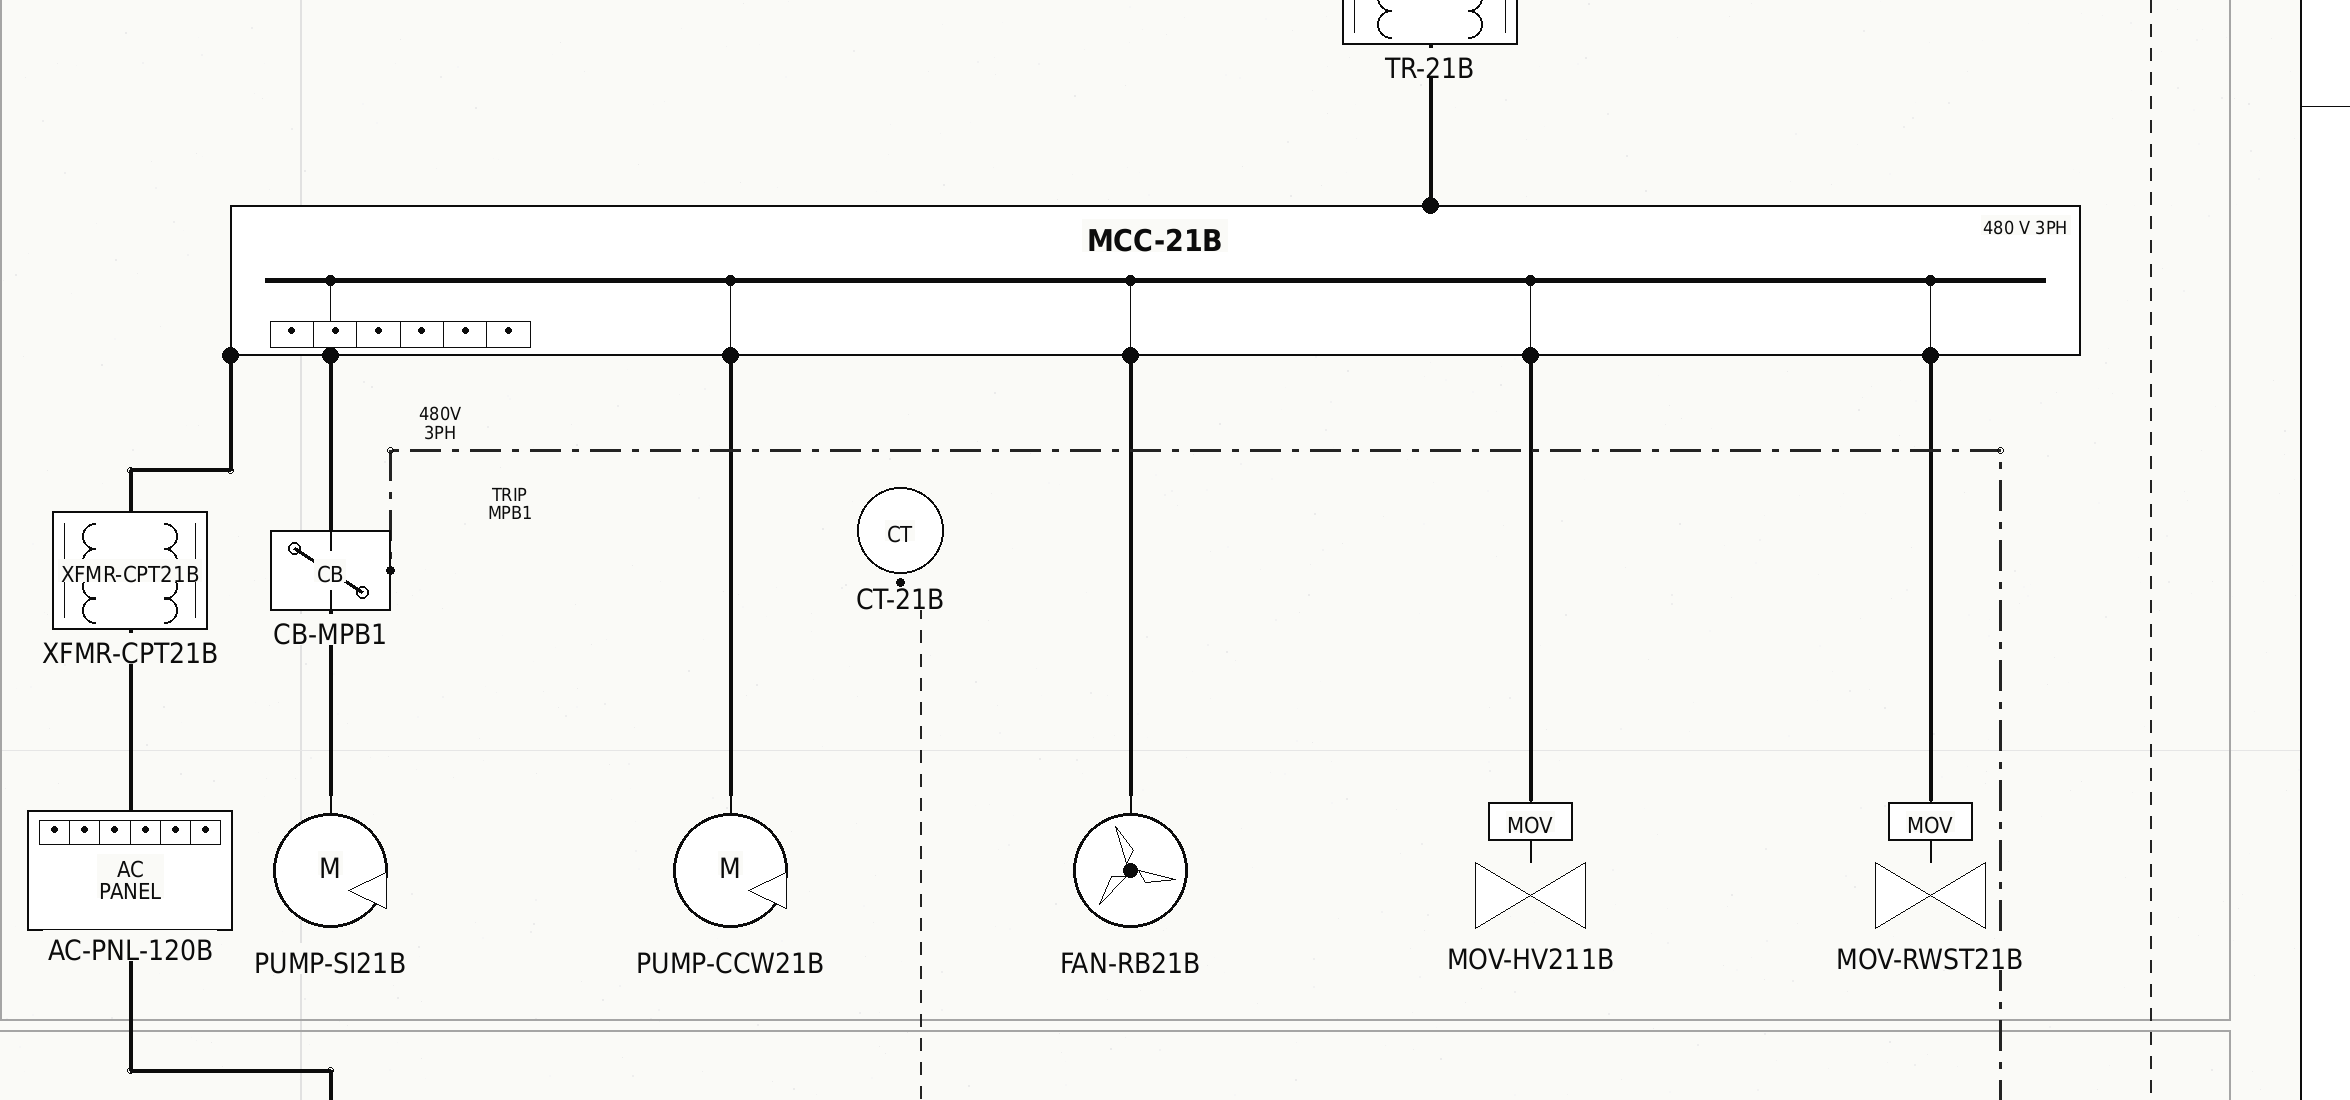 TR-21B
MCC-21B
480 V 3PH
480V
3PH
TRIP
MPB1
CT
CT-21B
XFMR-CPT21B
XFMR-CPT21B
CB
CB-MPB1
AC
PANEL
AC-PNL-120B
M
PUMP-SI21B
M
PUMP-CCW21B
FAN-RB21B
MOV
MOV-HV211B
MOV
MOV-RWST21B